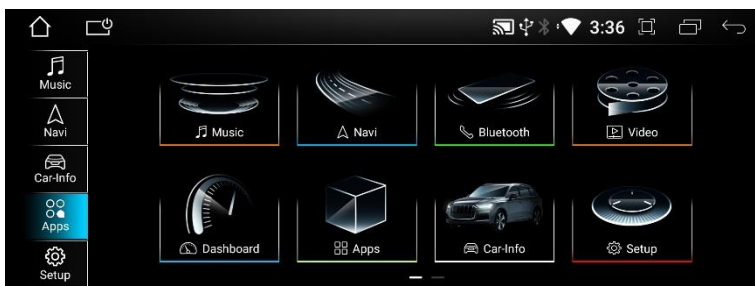 3:36
Music
Navi
Car-Info
Apps
Setup
Music
Navi
Bluetooth
Video
Dashboard
Apps
Car-Info
Setup